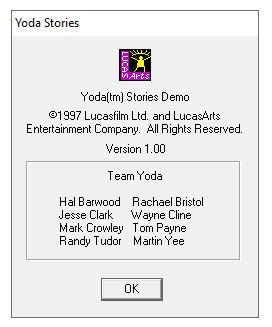 Yoda Stories
LUCAS
Arts
Yoda(tm) Stories Demo
©1997 Lucasfilm Ltd. and LucasArts
Entertainment Company.  All Rights Reserved.
Version 1.00
Team Yoda
Hal Barwood Rachael Bristol
Jesse Clark Wayne Cline
Mark Crowley Tom Payne
Randy Tudor Martin Yee
OK